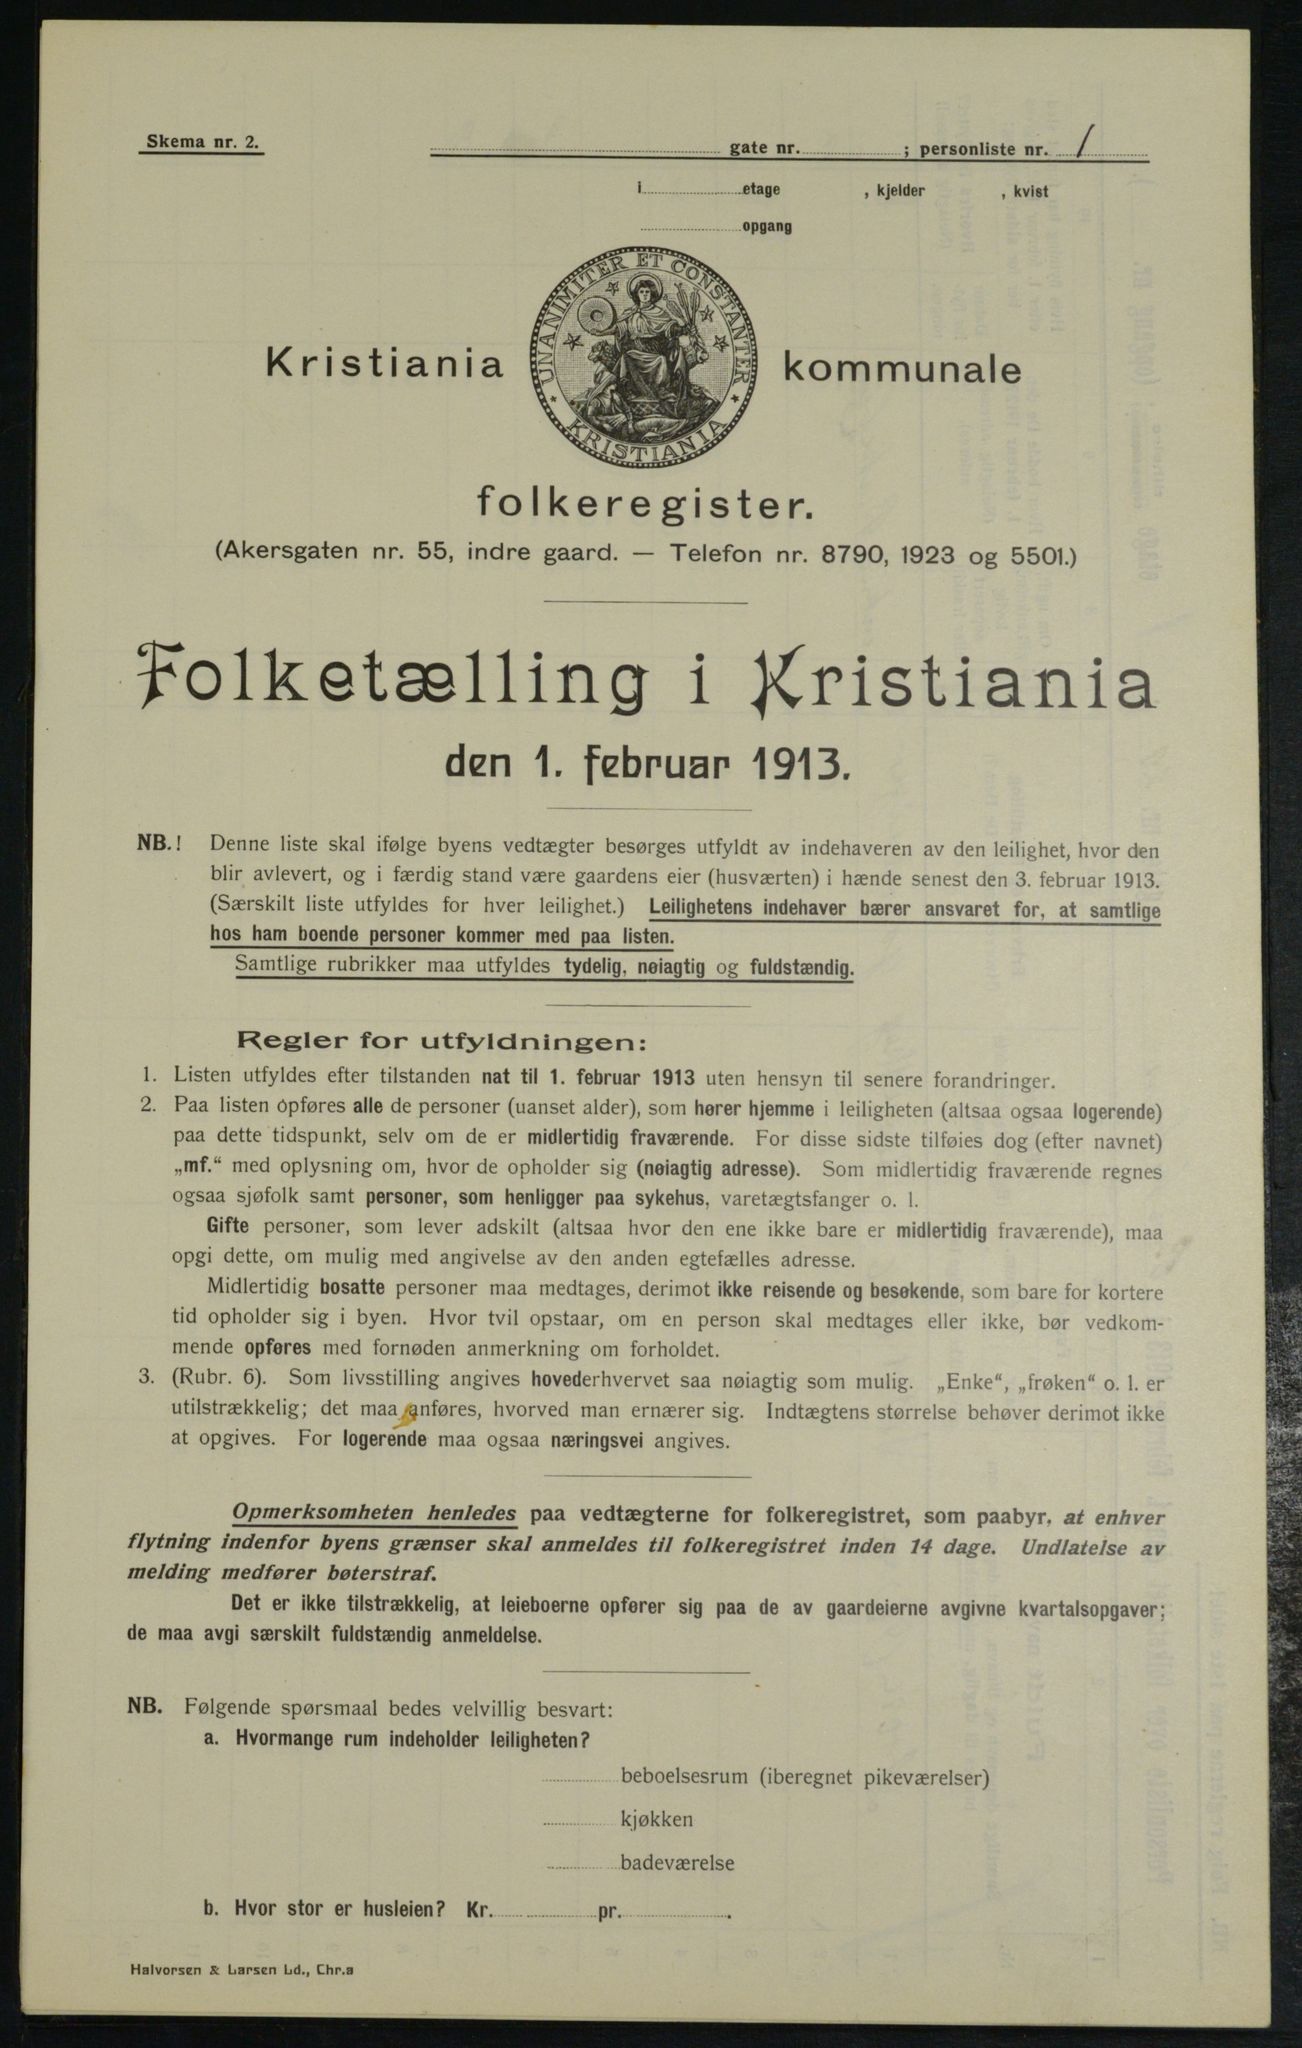 Skema nr. 2.
gate nr. ; personliste nr. 1
i etage , kjelder , kvist
opgang
UNANIMITER ET CONSTANTER
KRISTIANIA
Kristiania kommunale
folkeregister.
(Akersgaten nr. 55, indre gaard. — Telefon nr. 8790, 1923 og 5501.)
Folketælling i Kristiania
den 1. februar 1913.
NB.! Denne liste skal ifølge byens vedtægter besørges utfyldt av indehaveren av den leilighet, hvor den
blir avlevert, og i færdig stand være gaardens eier (husværten) i hænde senest den 3. februar 1913.
(Særskilt liste utfyldes for hver leilighet.) Leilighetens indehaver bærer ansvaret for, at samtlige
hos ham boende personer kommer med paa listen.
Samtlige rubrikker maa utfyldes tydelig, nøiagtig og fuldstændig.
Regler for utfyldningen:
1. Listen utfyldes efter tilstanden nat til 1. februar 1913 uten hensyn til senere forandringer.
2. Paa listen opføres alle de personer (uanset alder), som hører hjemme i leiligheten (altsaa ogsaa logerende)
paa dette tidspunkt, selv om de er midlertidig fraværende. For disse sidste tilføies dog (efter navnet)
„mf.“ med oplysning om, hvor de opholder sig (nøiagtig adresse). Som midlertidig fraværende regnes
ogsaa sjøfolk samt personer, som henligger paa sykehus, varetægtsfanger o. l.
Gifte personer, som lever adskilt (altsaa hvor den ene ikke bare er midlertidig fraværende), maa
opgi dette, om mulig med angivelse av den anden egtefælles adresse.
Midlertidig bosatte personer maa medtages, derimot ikke reisende og besøkende, som bare for kortere
tid opholder sig i byen. Hvor tvil opstaar, om en person skal medtages eller ikke, bør vedkom-
mende opføres med fornøden anmerkning om forholdet.
3. (Rubr. 6). Som livsstilling angives hovederhvervet saa nøiagtig som mulig. „Enke“, „frøken“ o. l. er
utilstrækkelig; det maa anføres, hvorved man ernærer sig. Indtægtens størrelse behøver derimot ikke
at opgives. For logerende maa ogsaa næringsvei angives.
Opmerksomheten henledes paa vedtægterne for folkeregistret, som paabyr, at enhver
flytning indenfor byens grænser skal anmeldes til folkeregistret inden 14 dage. Undlatelse av
melding medfører bøterstraf.
Det er ikke tilstrækkelig, at leieboerne opfører sig paa de av gaardeierne avgivne kvartalsopgaver;
de maa avgi særskilt fuldstændig anmeldelse.
NB. Følgende spørsmaal bedes velvillig besvart:
a. Hvormange rum indeholder leiligheten?
beboelsesrum (iberegnet pikeværelser)
kjøkken
badeværelse
b. Hvor stor er husleien? Kr. pr. .
Halvorsen & Larsen Ld., Chr.a